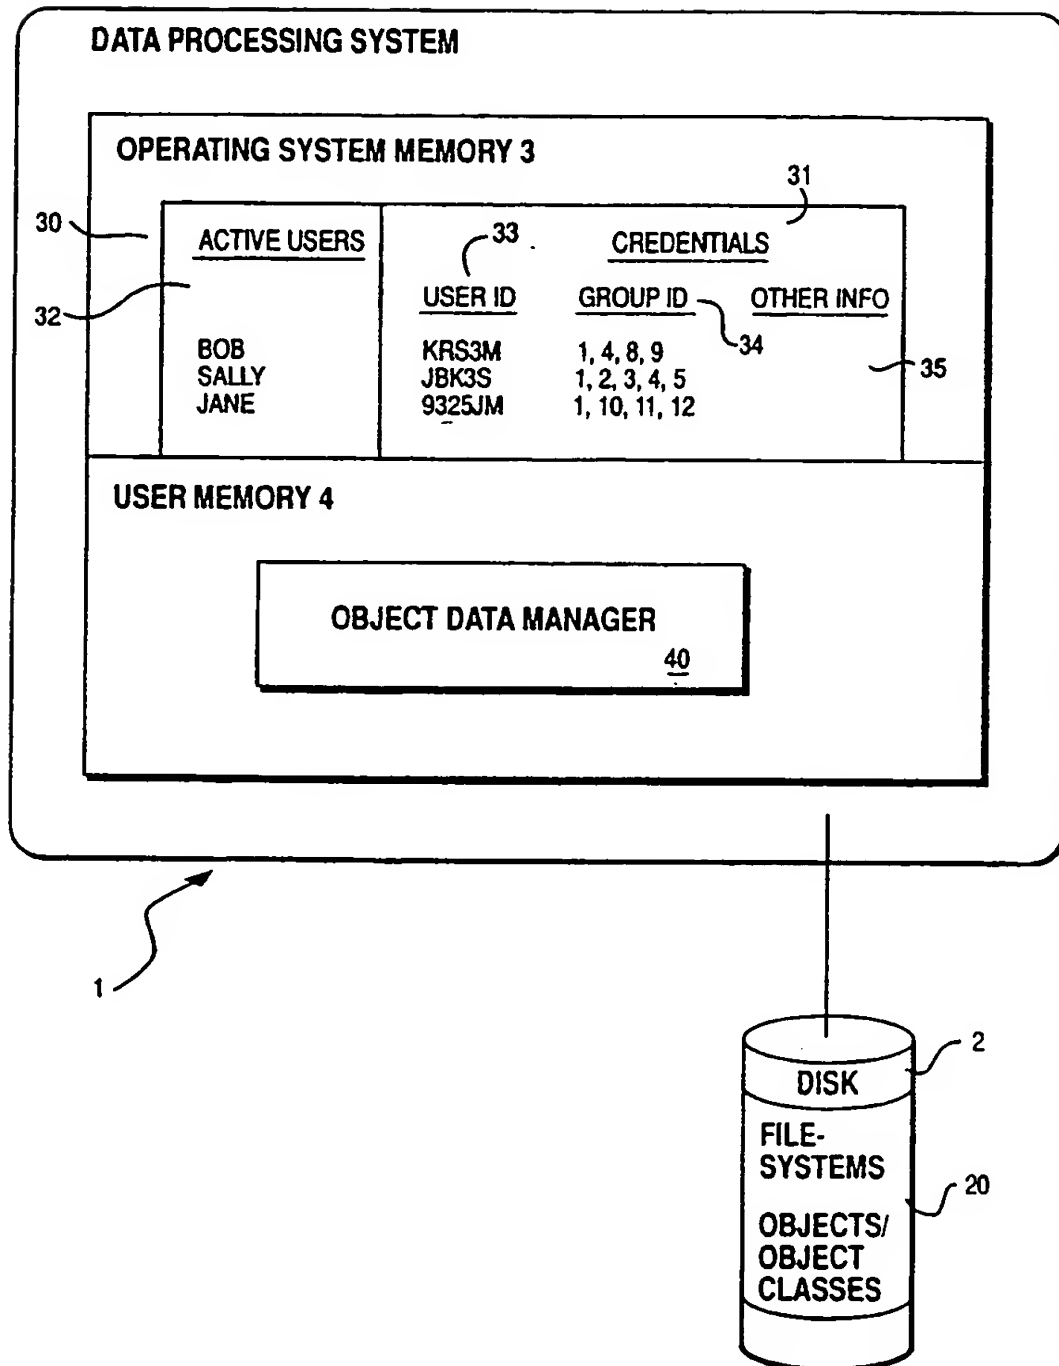 DATA PROCESSING SYSTEM
OPERATING SYSTEM MEMORY 3
31
30
ACTIVE USERS
33
CREDENTIALS
32
USER ID GROUP ID OTHER INFO
34
BOB KRS3M 1, 4, 8, 9
SALLY JBK3S 1, 2, 3, 4, 5
35
JANE 9325JM 1, 10, 11, 12
USER MEMORY 4
OBJECT DATA MANAGER
40
1
2
DISK
FILE-
SYSTEMS
20
OBJECTS/
OBJECT
CLASSES